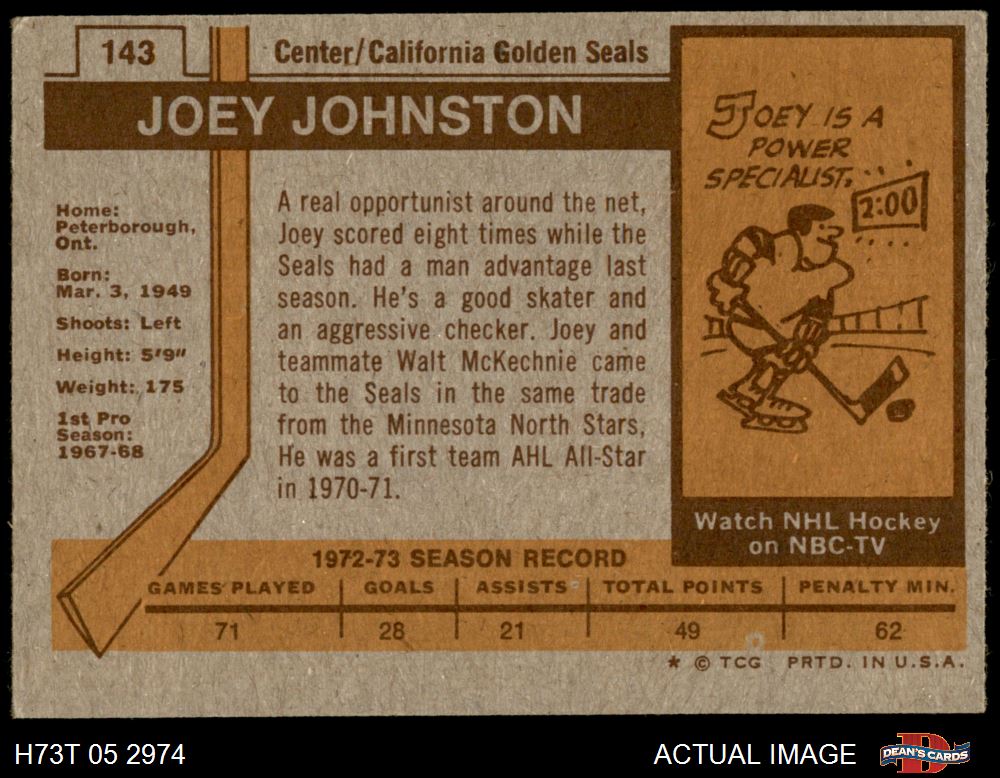 143
Center/California Golden Seals
JOEY JOHNSTON
Home:
Peterborough,
Ont.
Born:
Mar. 3, 1949
Shoots: Left
Height: 5'9"
Weight: 175
1st Pro
Season:
1967-68
A real opportunist around the net,
Joey scored eight times while the
Seals had a man advantage last
season. He's a good skater and
an aggressive checker. Joey and
teammate Walt McKechnie came
to the Seals in the same trade
from the Minnesota North Stars,
He was a first team AHL All-Star
in 1970-71.
JOEY IS A
POWER
SPECIALIST.
2:00
Watch NHL Hockey
on NBC-TV
1972-73 SEASON RECORD
GAMES PLAYED GOALS ASSISTS TOTAL POINTS PENALTY MIN.
71 28 21 49 62
* © TCG PRTD. IN U.S.A.
H73T 05 2974 ACTUAL IMAGE DEAN'S CARDS